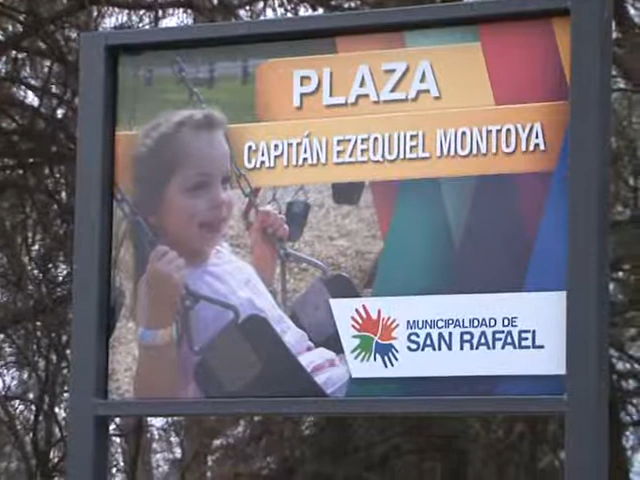 PLAZA
CAPITÁN EZEQUIEL MONTOYA
MUNICIPALIDAD DE
SAN RAFAEL